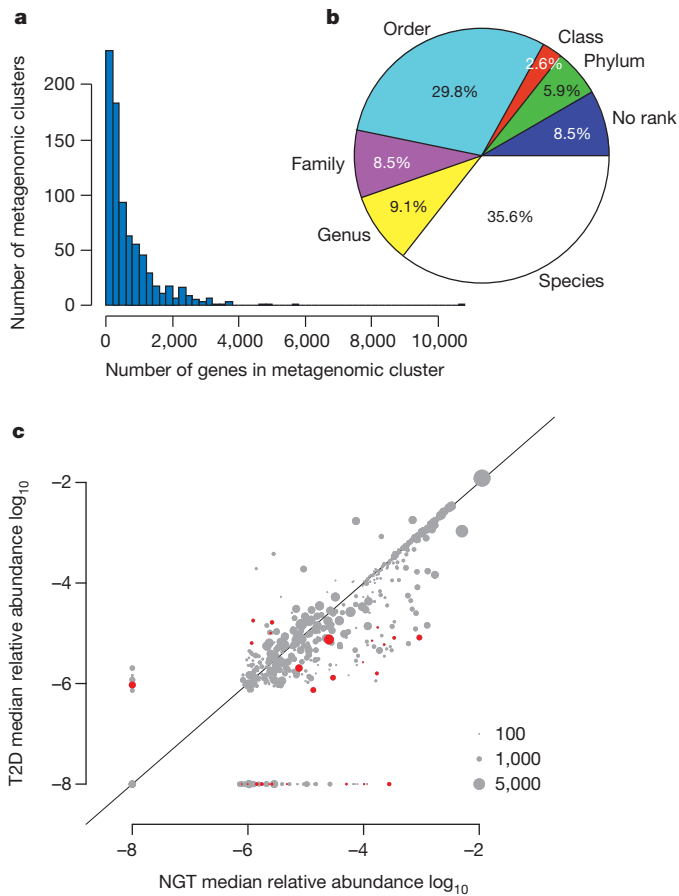 a
Number of metagenomic clusters
200
150
100
50
0
0 2,000 4,000 6,000 8,000 10,000
Number of genes in metagenomic cluster
b
Order
Class
Phylum
No rank
Family
Genus
Species
29.8%
2.6%
5.9%
8.5%
8.5%
9.1%
35.6%
c
T2D median relative abundance log10
−2
−4
−6
−8
100
1,000
5,000
−8 −6 −4 −2
NGT median relative abundance log10